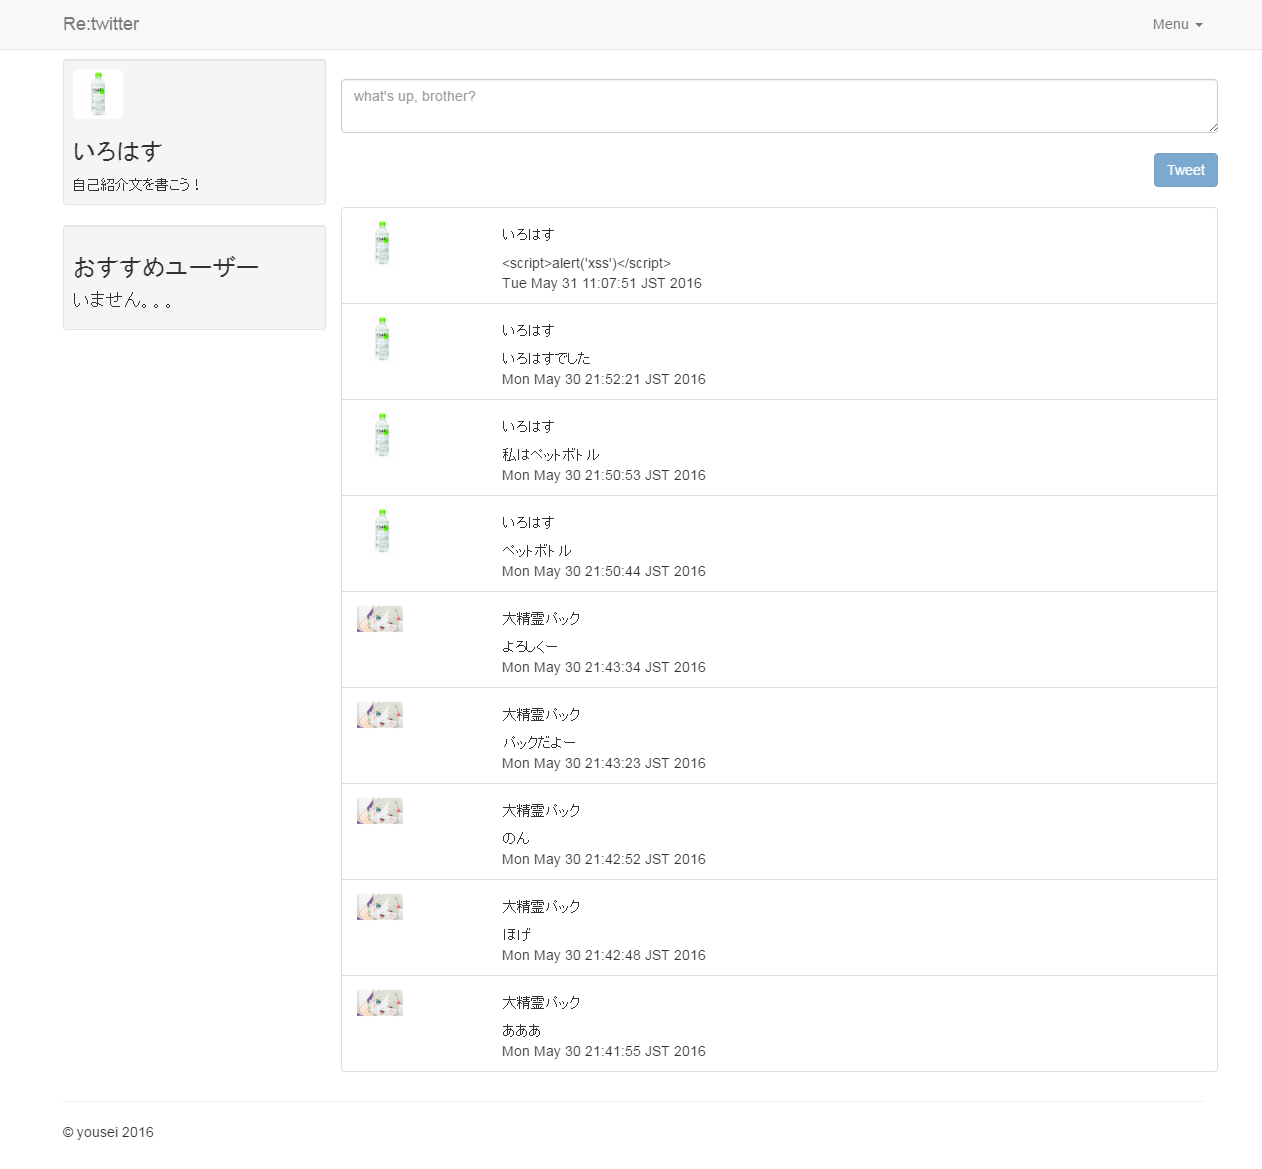 Re:twitter
Menu
いろはす
自己紹介文を書こう！
おすすめユーザー
いません。。。
what's up, brother?
Tweet
いろはす
<script>alert('xss')</script>
Tue May 31 11:07:51 JST 2016
いろはす
いろはすでした
Mon May 30 21:52:21 JST 2016
いろはす
私はペットボトル
Mon May 30 21:50:53 JST 2016
いろはす
ペットボトル
Mon May 30 21:50:44 JST 2016
大精霊パック
よろしくー
Mon May 30 21:43:34 JST 2016
大精霊パック
パックだよー
Mon May 30 21:43:23 JST 2016
大精霊パック
のん
Mon May 30 21:42:52 JST 2016
大精霊パック
ほげ
Mon May 30 21:42:48 JST 2016
大精霊パック
あああ
Mon May 30 21:41:55 JST 2016
© yousei 2016